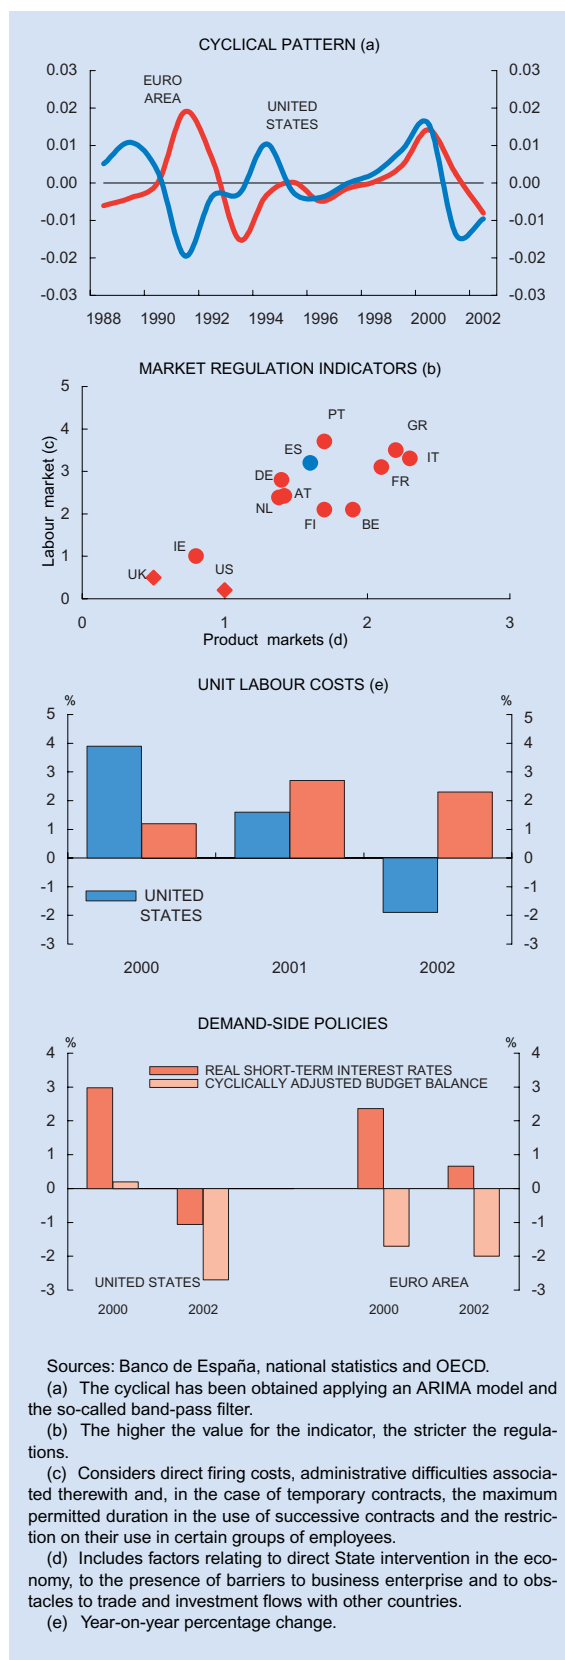 CYCLICAL PATTERN (a)
0.03 0.03
EURO
AREA
0.02 0.02
UNITED
STATES
0.01 0.01
0.00 0.00
-0.01 -0.01
-0.02 -0.02
-0.03 -0.03
1988 1990 1992 1994 1996 1998 2000 2002
MARKET REGULATION INDICATORS (b)
Labour market (c)
5
4
3
2
1
0
PT
GR
ES
IT
DE
FR
AT
NL
FI
BE
IE
UK
US
0 1 2 3
Product markets (d)
UNIT LABOUR COSTS (e)
% %
5 5
4 4
3 3
2 2
1 1
0 0
-1 -1
UNITED
STATES
-2 -2
-3 -3
2000 2001 2002
DEMAND-SIDE POLICIES
% %
4 4
REAL SHORT-TERM INTEREST RATES
CYCLICALLY ADJUSTED BUDGET BALANCE
3 3
2 2
1 1
0 0
-1 -1
-2 -2
UNITED STATES EURO AREA
-3 -3
2000 2002 2000 2002
Sources: Banco de España, national statistics and OECD.
(a) The cyclical has been obtained applying an ARIMA model and
the so-called band-pass filter.
(b) The higher the value for the indicator, the stricter the regula-
tions.
(c) Considers direct firing costs, administrative difficulties associa-
ted therewith and, in the case of temporary contracts, the maximum
permitted duration in the use of successive contracts and the restric-
tion on their use in certain groups of employees.
(d) Includes factors relating to direct State intervention in the eco-
nomy, to the presence of barriers to business enterprise and to obs-
tacles to trade and investment flows with other countries.
(e) Year-on-year percentage change.